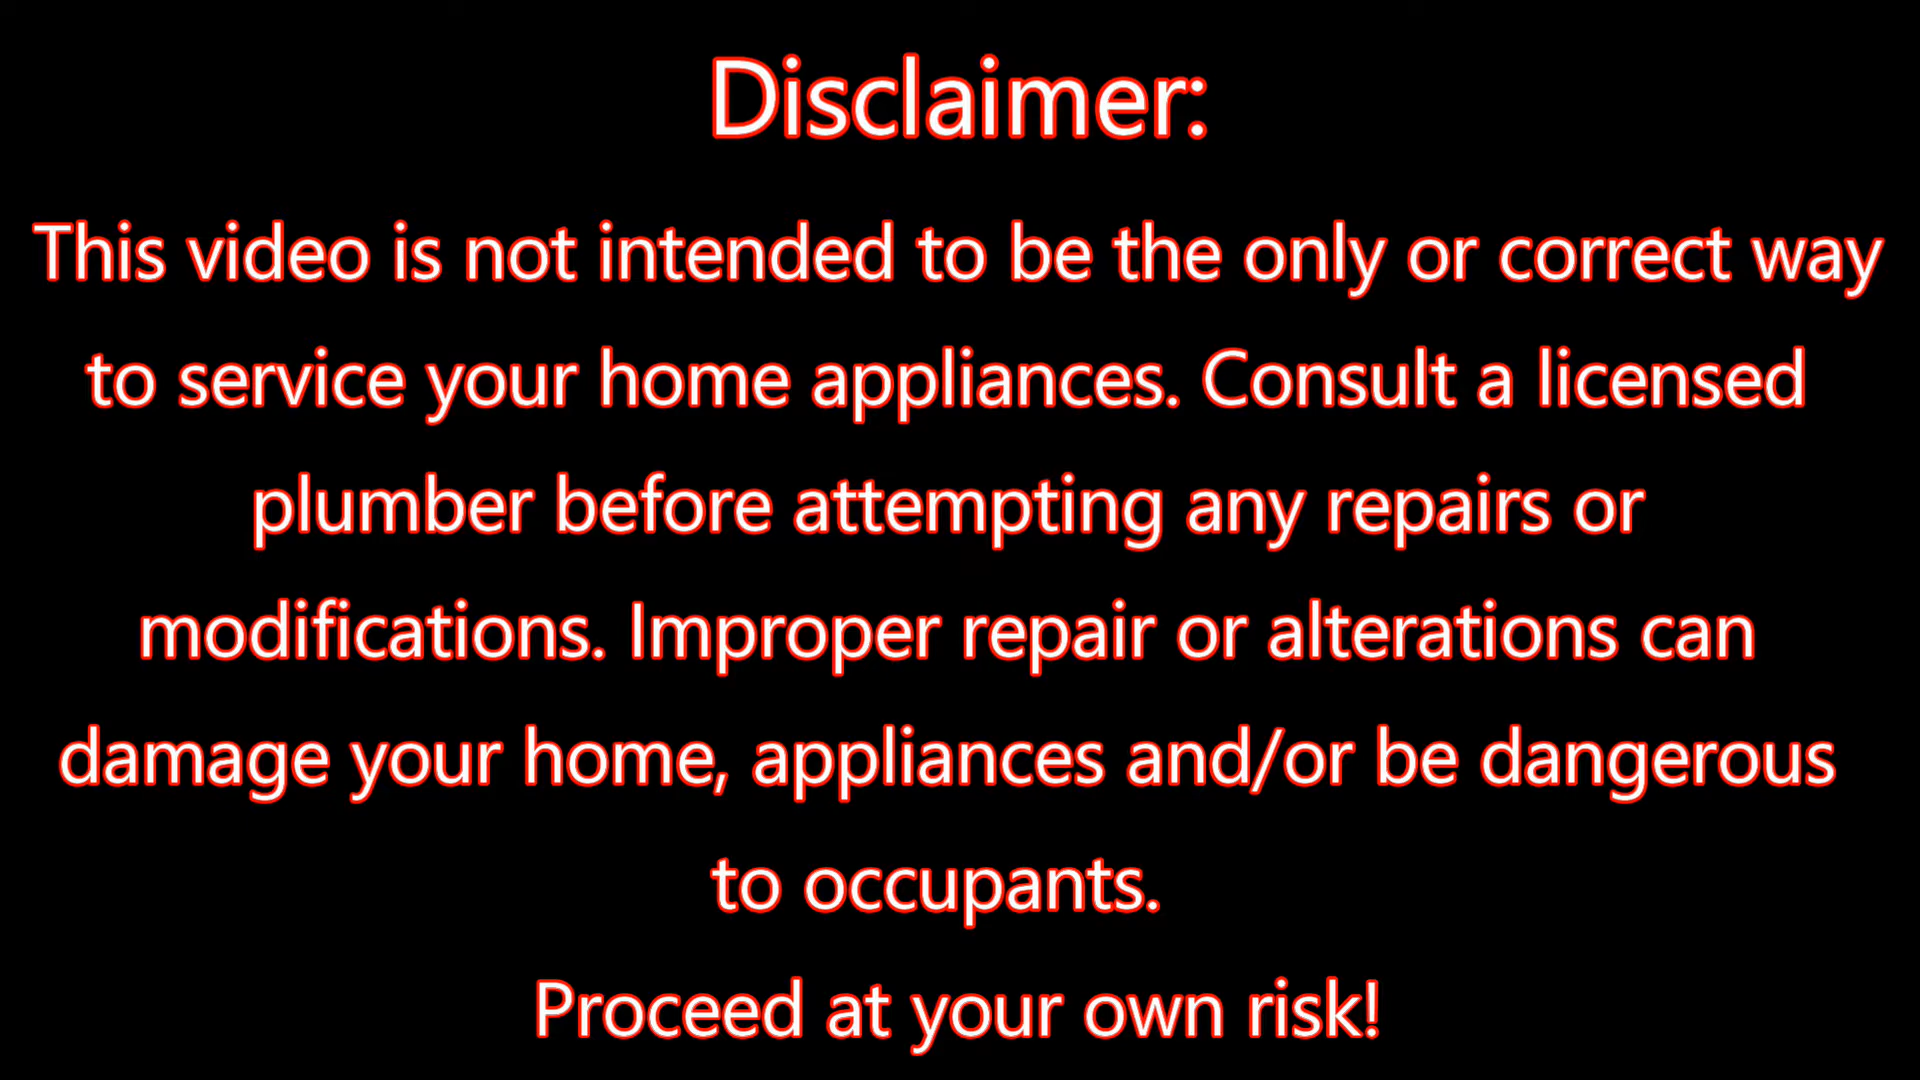 Disclaimer:
This video is not intended to be the only or correct way
to service your home appliances. Consult a licensed
plumber before attempting any repairs or
modifications. Improper repair or alterations can
damage your home, appliances and/or be dangerous
to occupants.
Proceed at your own risk!